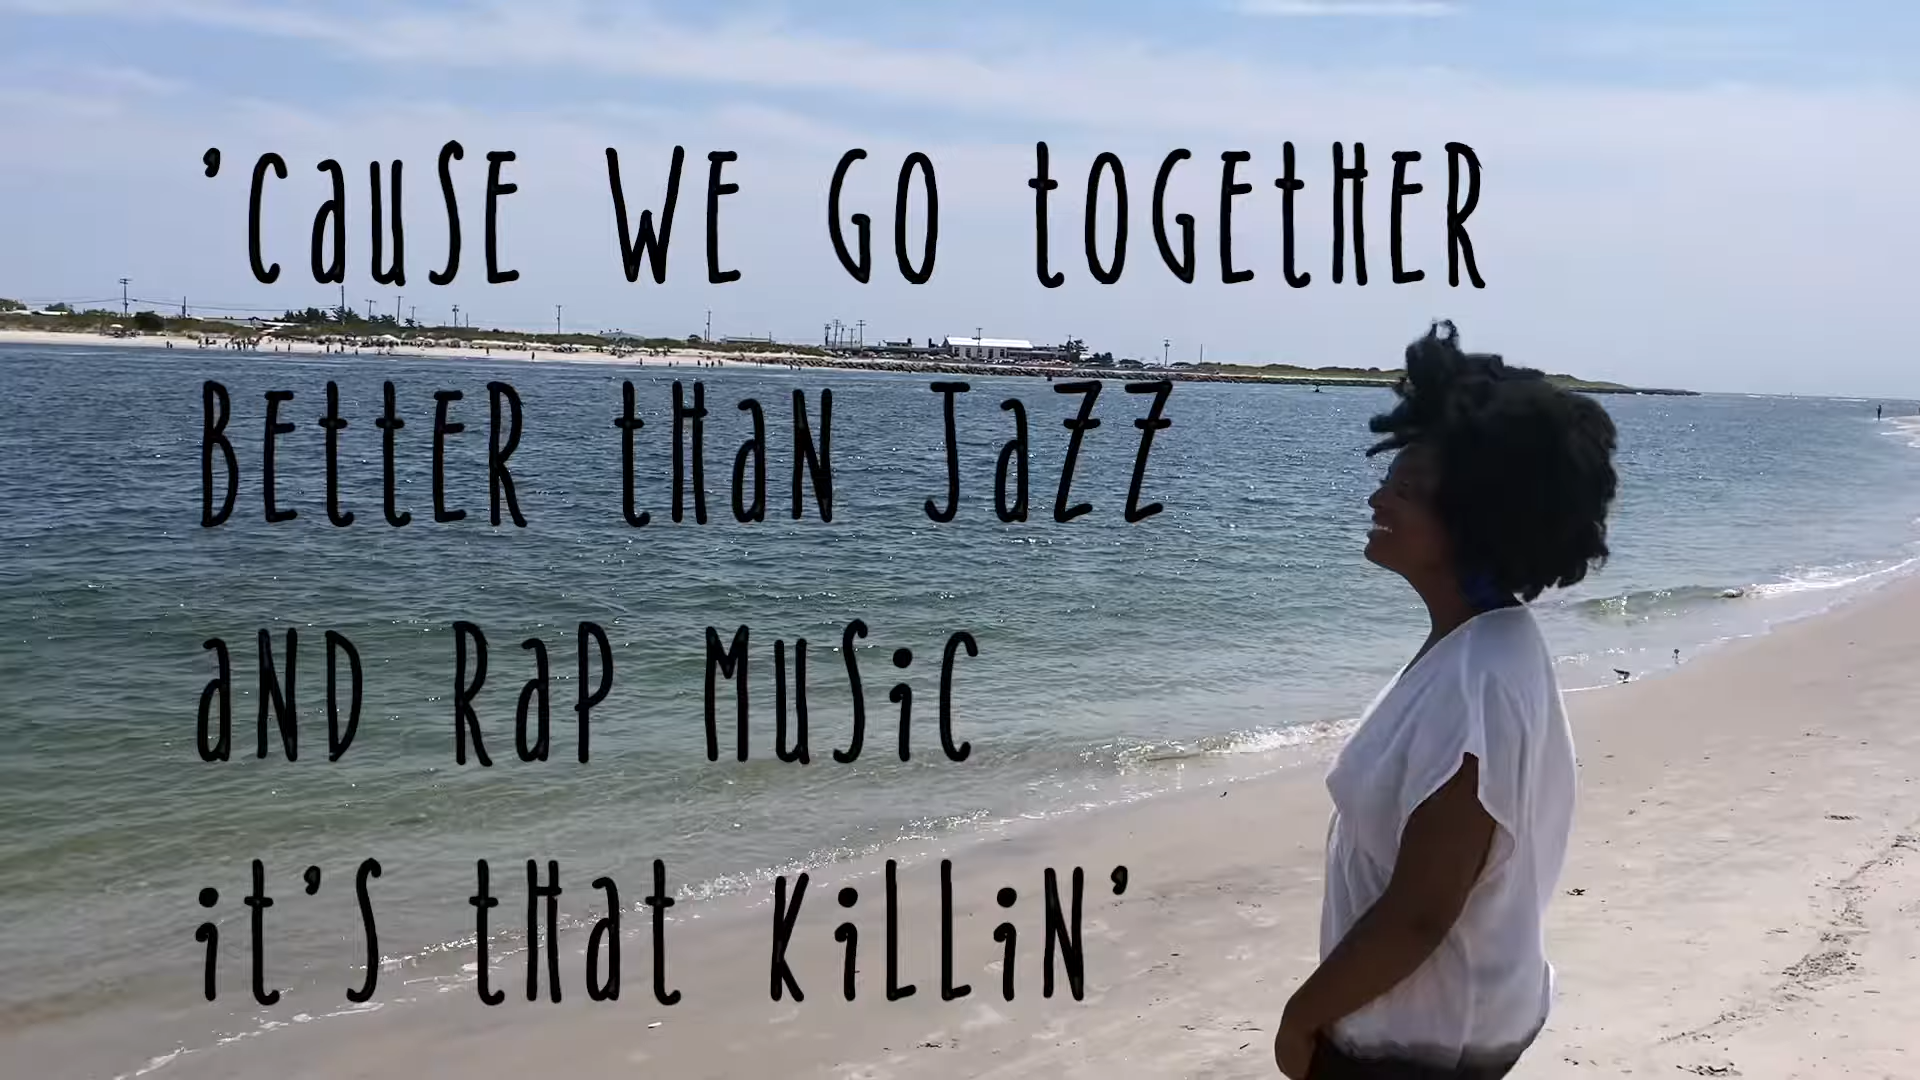 'cause we go together
better than jazz
and rap music
it's that killin'